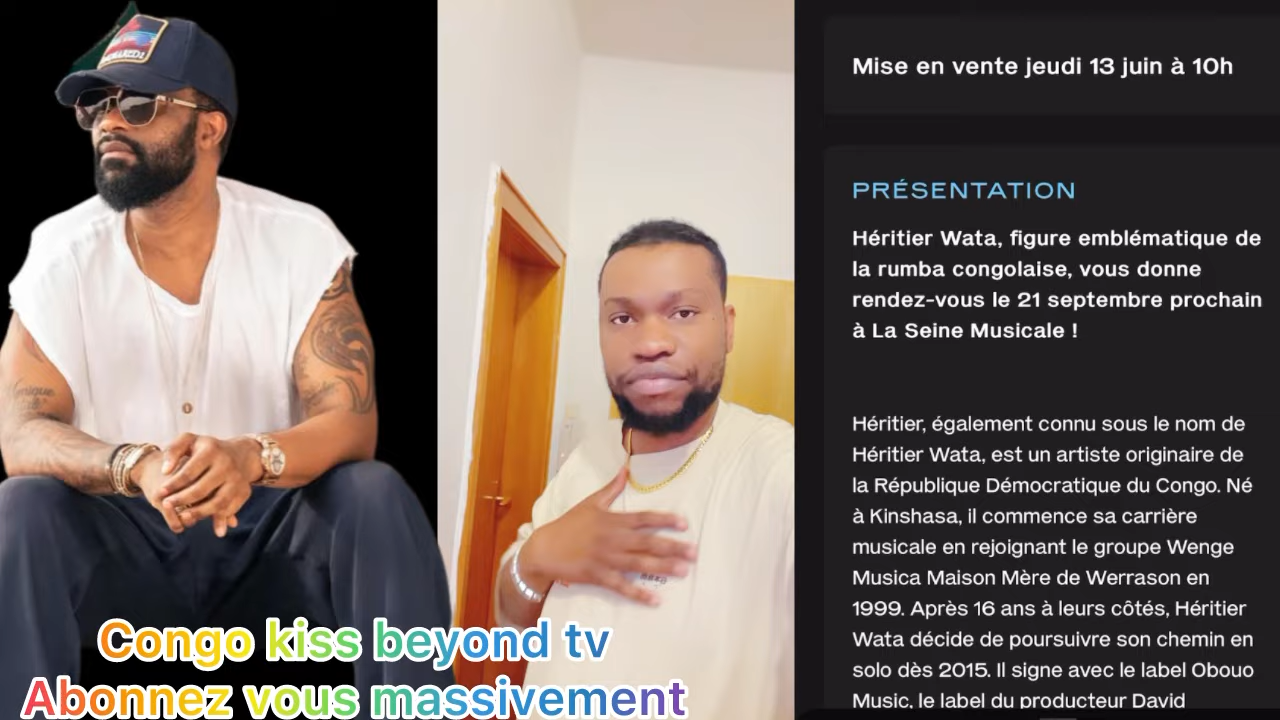 Mise en vente jeudi 13 juin à 10h
PRÉSENTATION
Héritier Wata, figure emblématique de
la rumba congolaise, vous donne
rendez-vous le 21 septembre prochain
à La Seine Musicale !
Héritier, également connu sous le nom de
Héritier Wata, est un artiste originaire de
la République Démocratique du Congo. Né
à Kinshasa, il commence sa carrière
musicale en rejoignant le groupe Wenge
Musica Maison Mère de Werrason en
1999. Après 16 ans à leurs côtés, Héritier
Wata décide de poursuivre son chemin en
solo dès 2015. Il signe avec le label Obouo
Music, le label du producteur David
Congo kiss beyond tv
Abonnez vous massivement